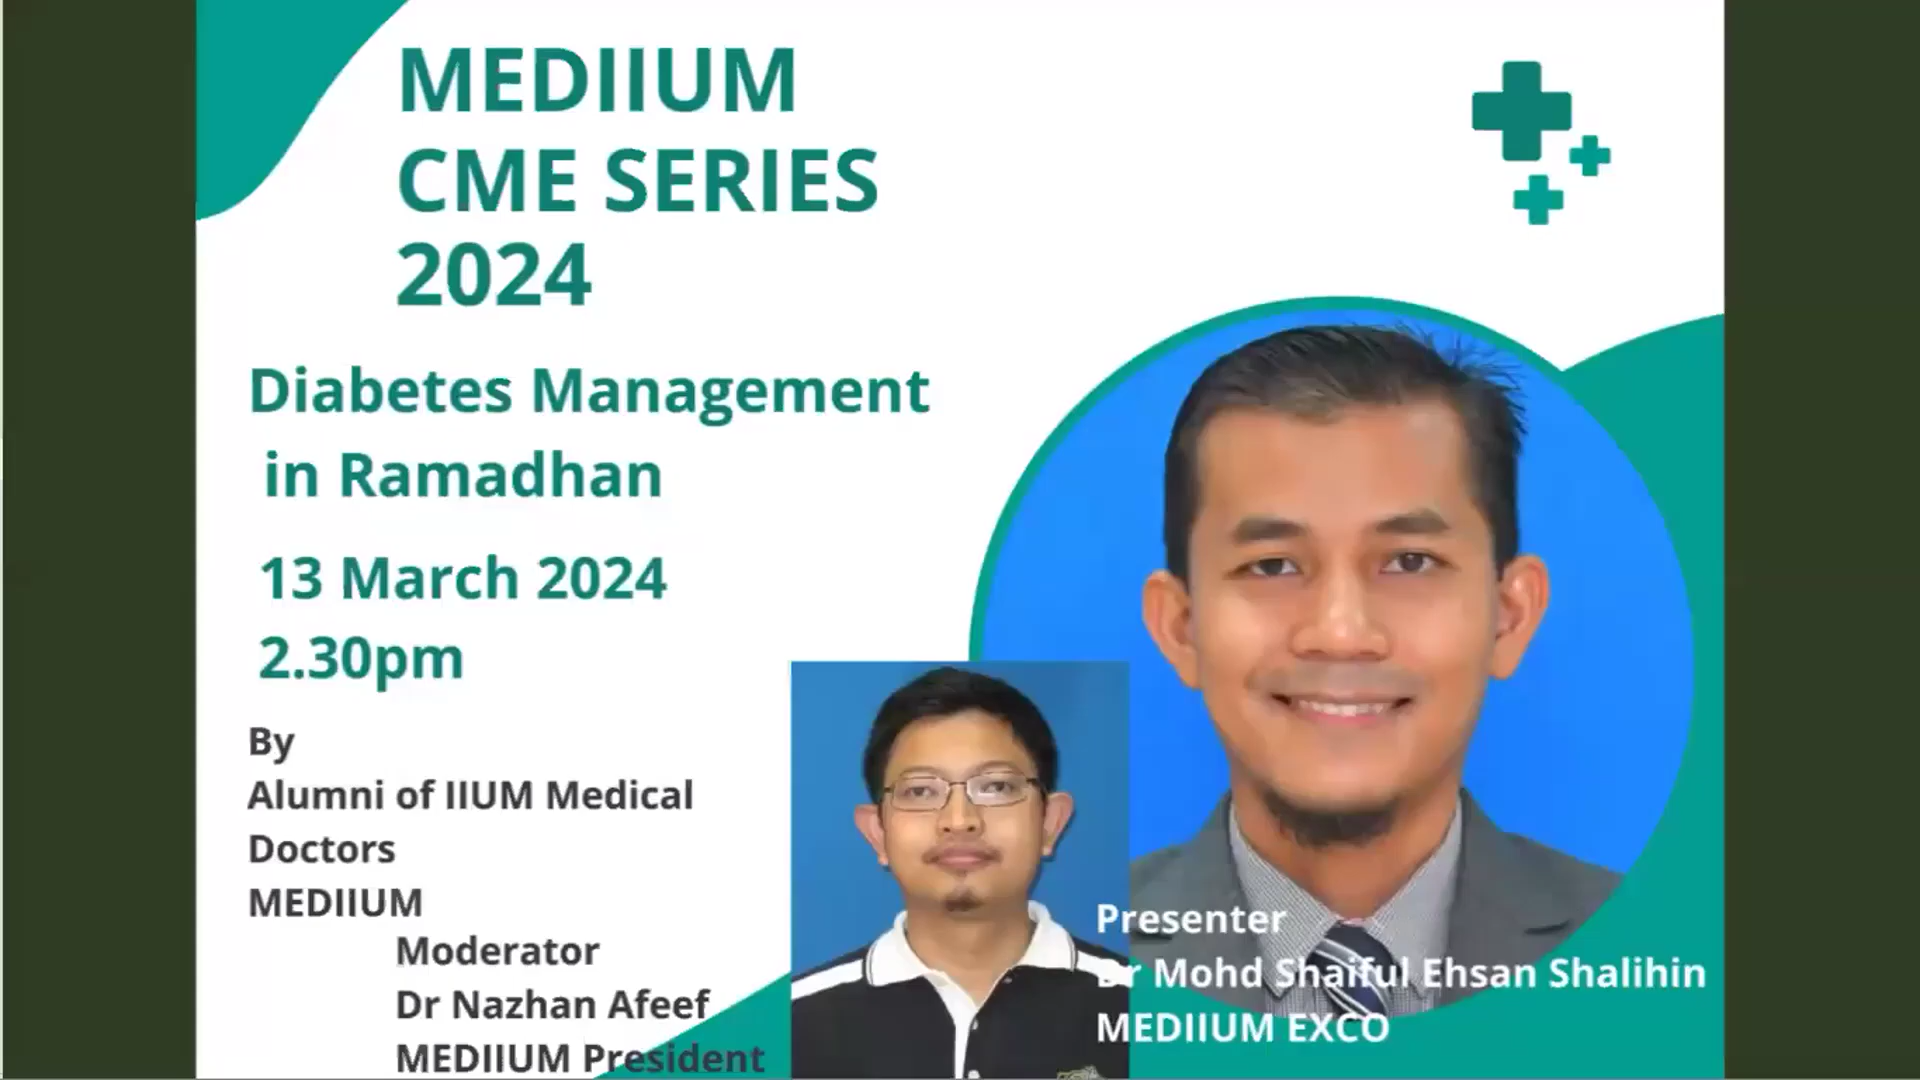 MEDIIUM
CME SERIES
2024
Diabetes Management
in Ramadhan
13 March 2024
2.30pm
By
Alumni of IIUM Medical
Doctors
MEDIIUM
Moderator
Dr Nazhan Afeef
MEDIIUM President
Presenter
Dr Mohd Shaiful Ehsan Shalihin
MEDIIUM EXCO